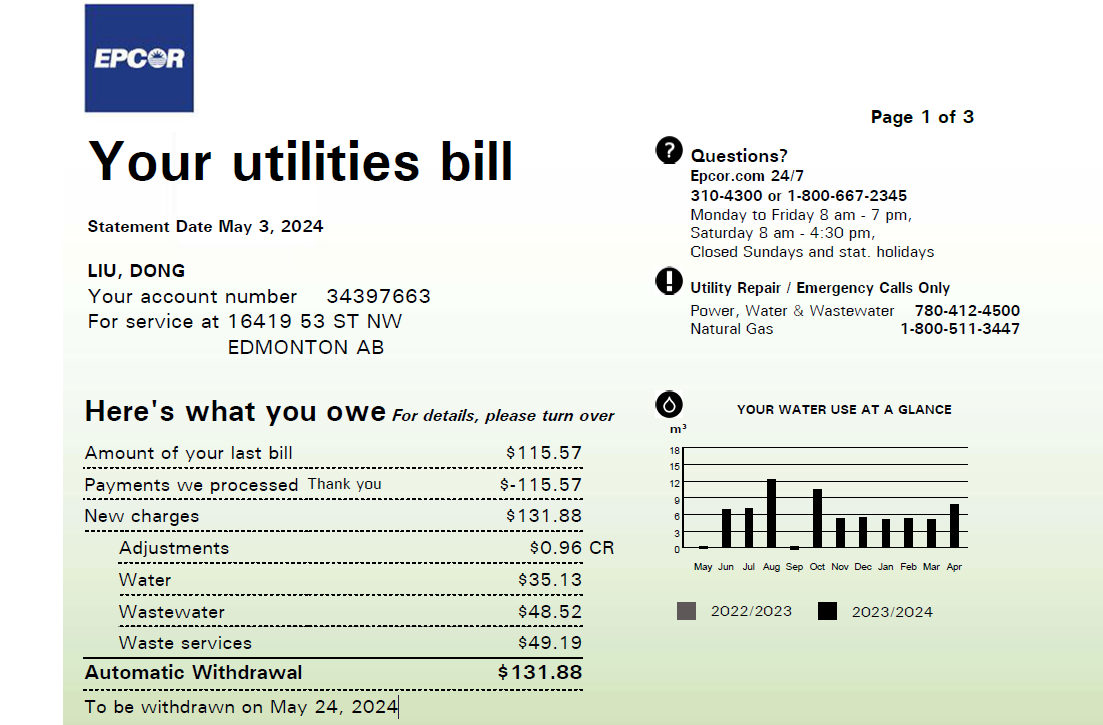 EPCOR
Page 1 of 3
Your utilities bill
Statement Date May 3, 2024
LIU, DONG
Your account number 34397663
For service at 16419 53 ST NW
EDMONTON AB
Questions?
Epcor.com 24/7
310-4300 or 1-800-667-2345
Monday to Friday 8 am - 7 pm,
Saturday 8 am - 4:30 pm,
Closed Sundays and stat. holidays
Utility Repair / Emergency Calls Only
Power, Water & Wastewater 780-412-4500
Natural Gas 1-800-511-3447
Here's what you owe For details, please turn over
Amount of your last bill $115.57
Payments we processed Thank you $-115.57
New charges $131.88
Adjustments $0.96 CR
Water $35.13
Wastewater $48.52
Waste services $49.19
Automatic Withdrawal $131.88
To be withdrawn on May 24, 2024
YOUR WATER USE AT A GLANCE
m³
18
15
12
9
6
3
0
May Jun Jul Aug Sep Oct Nov Dec Jan Feb Mar Apr
2022/2023 2023/2024